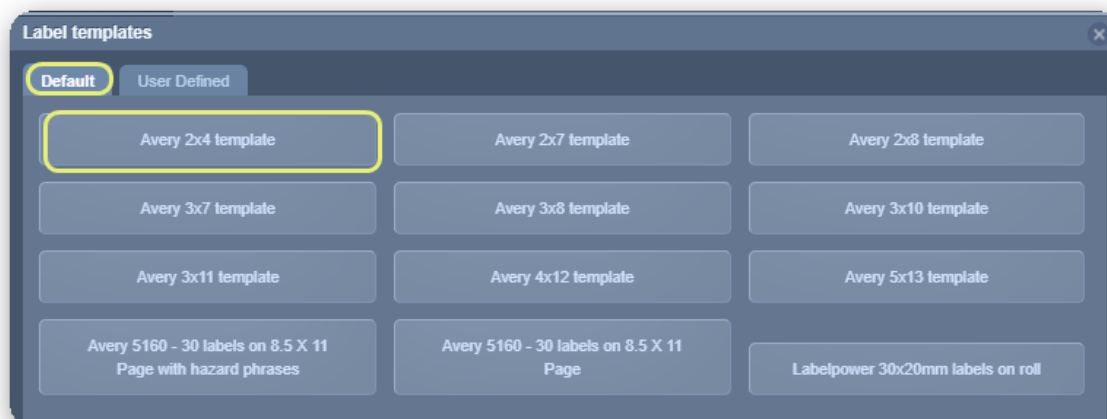 Label templates
Default User Defined
Avery 2x4 template Avery 2x7 template Avery 2x8 template
Avery 3x7 template Avery 3x8 template Avery 3x10 template
Avery 3x11 template Avery 4x12 template Avery 5x13 template
Avery 5160 - 30 labels on 8.5 X 11
Page with hazard phrases
Avery 5160 - 30 labels on 8.5 X 11
Page
Labelpower 30x20mm labels on roll